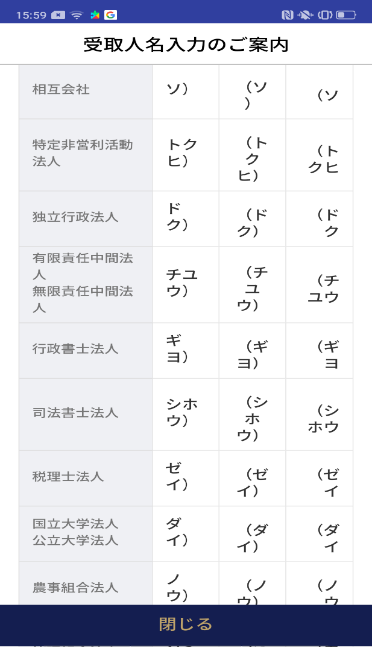 15:59
受取人名入力のご案内
相互会社 ソ） （ソ） （ソ
特定非営利活動法人 トクヒ） （トクヒ） （トクヒ
独立行政法人 ドク） （ドク） （ドク
有限責任中間法人
無限責任中間法人 チユウ） （チユウ） （チユウ
行政書士法人 ギヨ） （ギヨ） （ギヨ
司法書士法人 シホウ） （シホウ） （シホウ
税理士法人 ゼイ） （ゼイ） （ゼイ
国立大学法人
公立大学法人 ダイ） （ダイ） （ダイ
農事組合法人 ノウ） （ノウ） （ノウ
閉じる